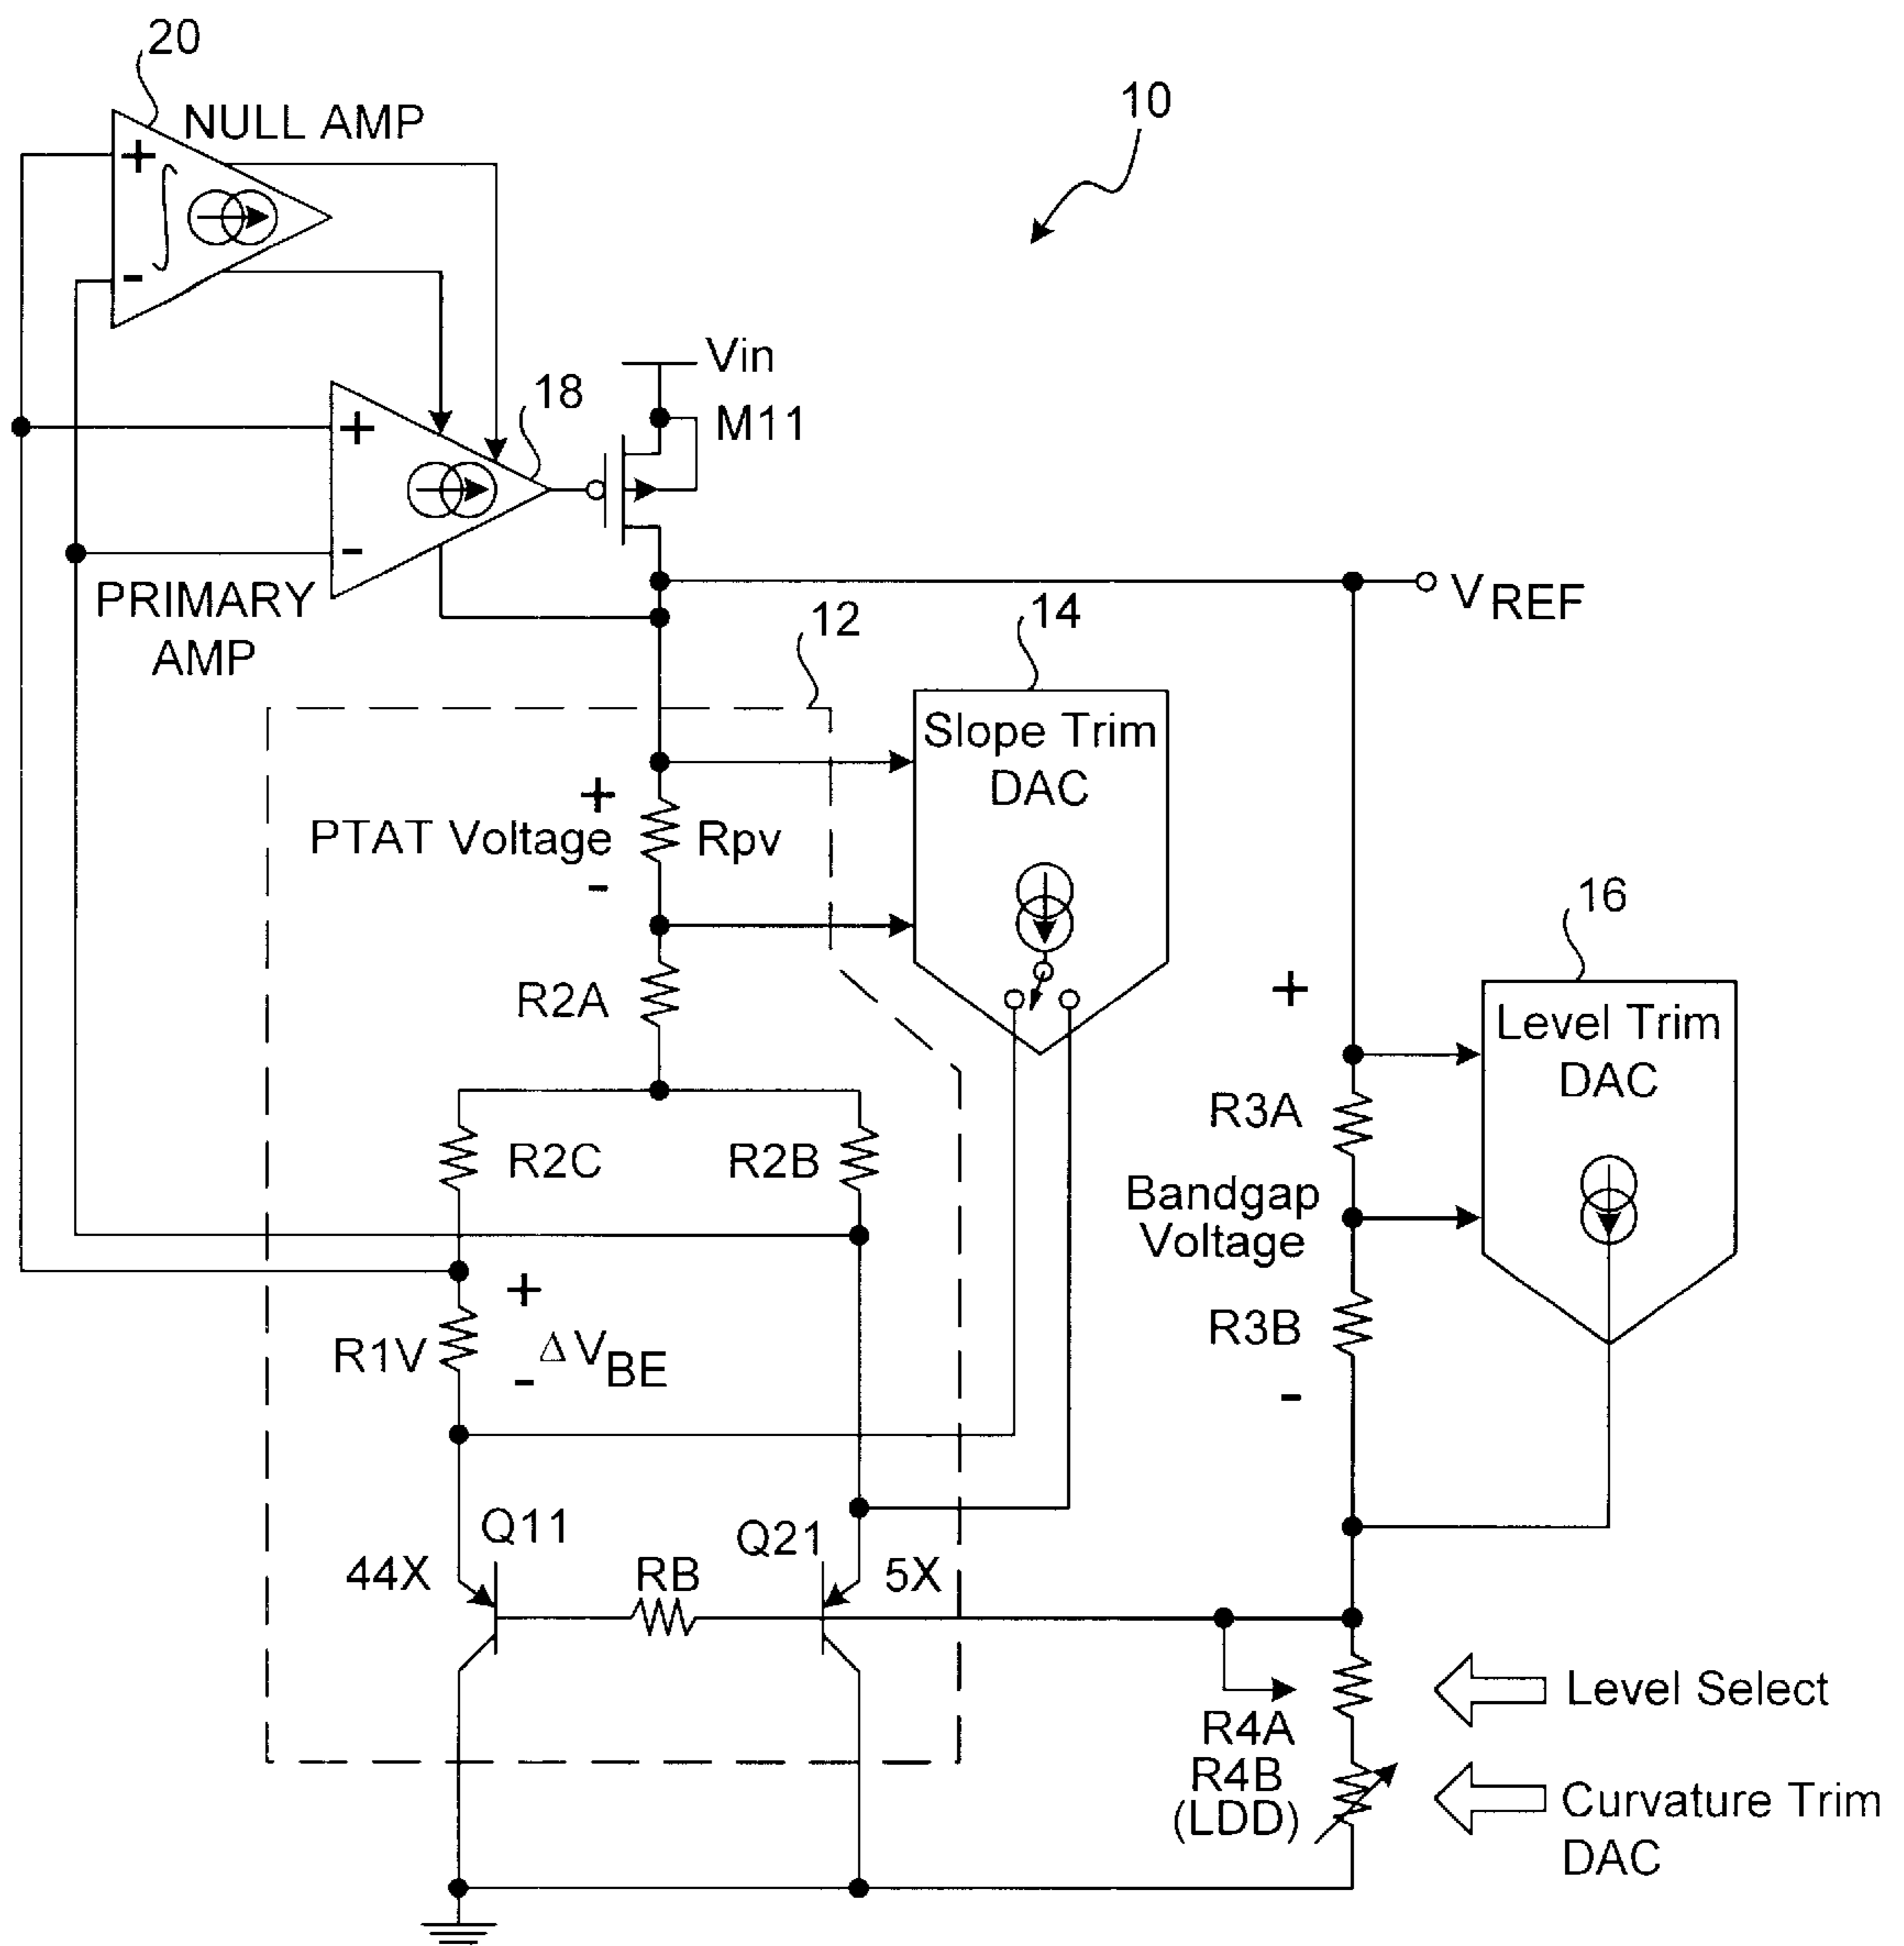 20
NULL AMP
10
+
-
Vin
18
M11
+
-
PRIMARY
AMP
VREF
12
14
Slope Trim
DAC
+
PTAT Voltage
-
Rpv
16
R2A
+
Level Trim
DAC
R3A
R2C
R2B
Bandgap
Voltage
+
R1V
ΔVBE
-
R3B
-
Q11
Q21
44X
RB
5X
Level Select
R4A
R4B
(LDD)
Curvature Trim
DAC